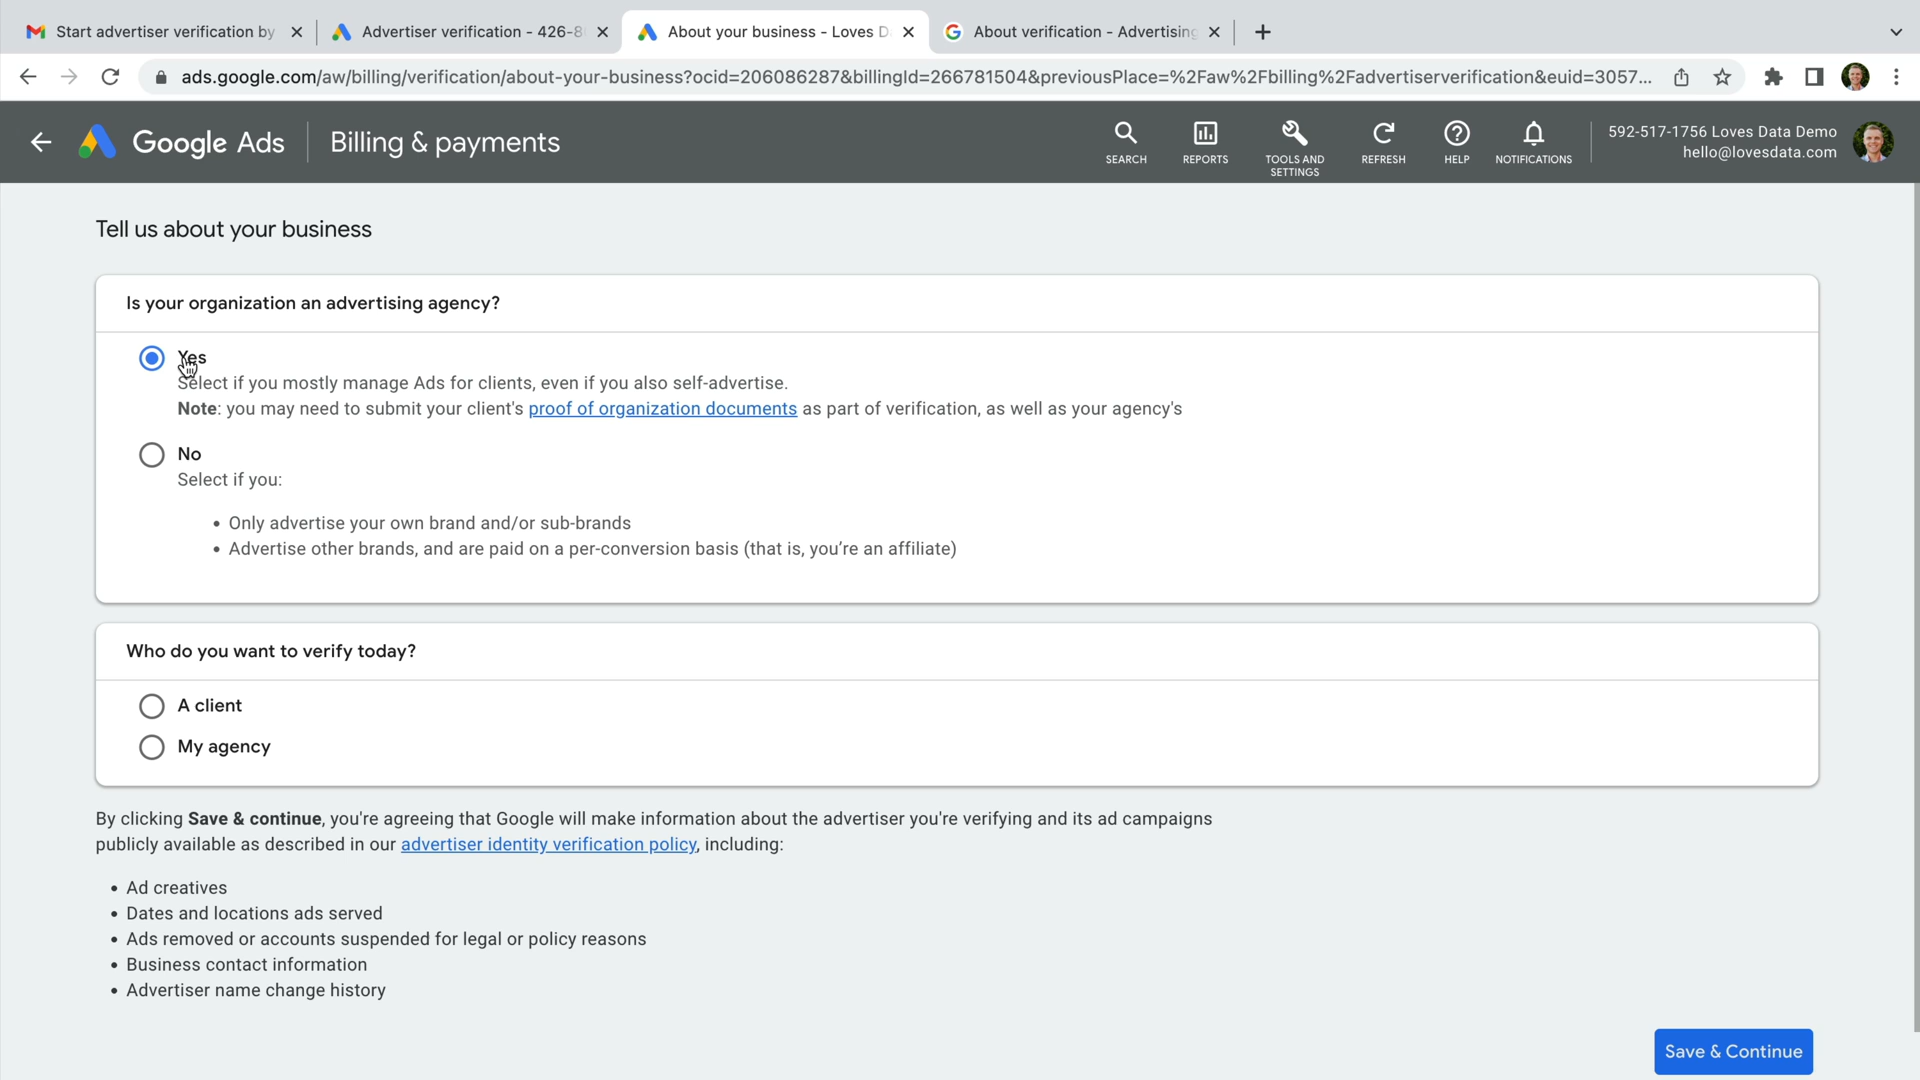 Start advertiser verification by
Advertiser verification - 426-8
About your business - Loves D
About verification - Advertising
ads.google.com/aw/billing/verification/about-your-business?ocid=206086287&billingId=266781504&previousPlace=%2Faw%2Fbilling%2Fadvertiserverification&euid=3057...
Google Ads
Billing & payments
SEARCH
REPORTS
TOOLS AND
SETTINGS
REFRESH
HELP
NOTIFICATIONS
592-517-1756 Loves Data Demo
hello@lovesdata.com
Tell us about your business
Is your organization an advertising agency?
Yes
Select if you mostly manage Ads for clients, even if you also self-advertise.
Note: you may need to submit your client's proof of organization documents as part of verification, as well as your agency's
No
Select if you:
• Only advertise your own brand and/or sub-brands
• Advertise other brands, and are paid on a per-conversion basis (that is, you're an affiliate)
Who do you want to verify today?
A client
My agency
By clicking Save & continue, you're agreeing that Google will make information about the advertiser you're verifying and its ad campaigns
publicly available as described in our advertiser identity verification policy, including:
• Ad creatives
• Dates and locations ads served
• Ads removed or accounts suspended for legal or policy reasons
• Business contact information
• Advertiser name change history
Save & Continue